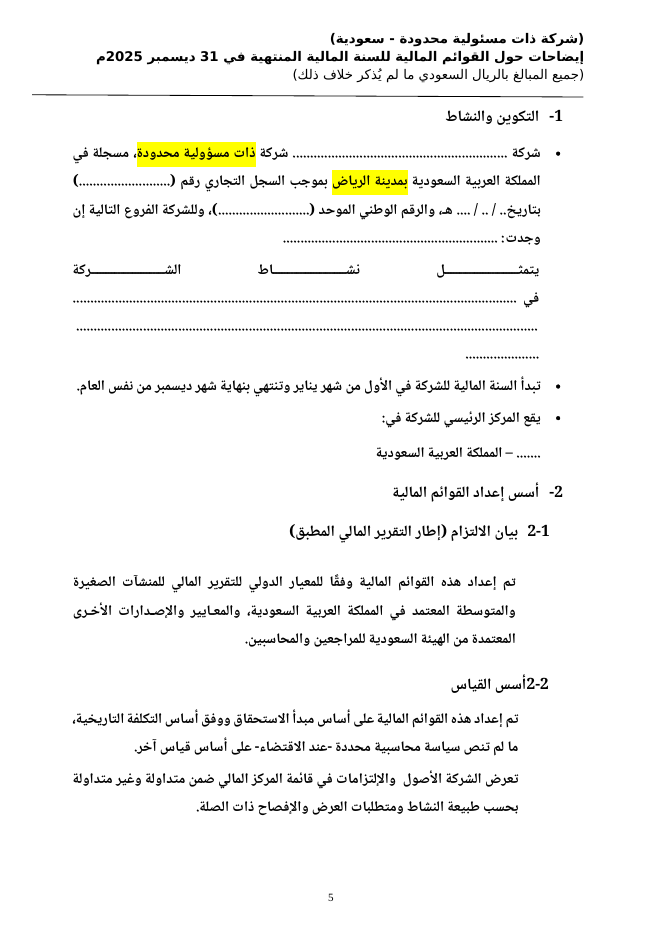 (شركة ذات مسئولية محدودة - سعودية)
إيضاحات حول القوائم المالية للسنة المالية المنتهية في 31 ديسمبر 2025م
(جميع المبالغ بالريال السعودي ما لم يُذكر خلاف ذلك)
1- التكوين والنشاط
• شركة ............................................................. شركة ذات مسؤولية محدودة، مسجلة في
المملكة العربية السعودية بمدينة الرياض بموجب السجل التجاري رقم (..........................)
بتاريخ.. / .. / .... هـ، والرقم الوطني الموحد (..........................)، وللشركة الفروع التالية إن
وجدت: .............................................................
يتمثـــــــــــــل نشـــــــــــــاط الشـــــــــــــركة
في ..............................................................................................................................
...................................................................................................................................
.....................
• تبدأ السنة المالية للشركة في الأول من شهر يناير وتنتهي بنهاية شهر ديسمبر من نفس العام.
• يقع المركز الرئيسي للشركة في:
....... – المملكة العربية السعودية
2- أسس إعداد القوائم المالية
2-1 بيان الالتزام (إطار التقرير المالي المطبق)
تم إعداد هذه القوائم المالية وفقًا للمعيار الدولي للتقرير المالي للمنشآت الصغيرة
والمتوسطة المعتمد في المملكة العربية السعودية، والمعـايير والإصـدارات الأخـرى
المعتمدة من الهيئة السعودية للمراجعين والمحاسبين.
2-2أسس القياس
تم إعداد هذه القوائم المالية على أساس مبدأ الاستحقاق ووفق أساس التكلفة التاريخية،
ما لم تنص سياسة محاسبية محددة -عند الاقتضاء- على أساس قياس آخر.
تعرض الشركة الأصول والإلتزامات في قائمة المركز المالي ضمن متداولة وغير متداولة
بحسب طبيعة النشاط ومتطلبات العرض والإفصاح ذات الصلة.
5